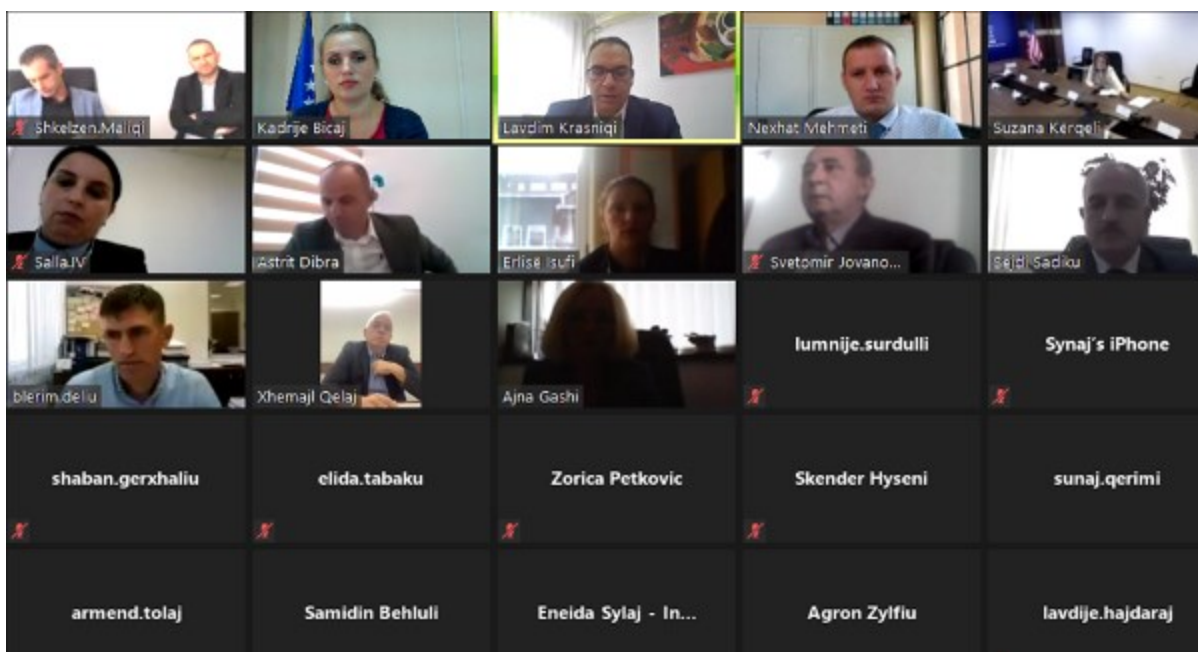 Shkelzen.Maliqi
Kadrije Bicaj
Lavdim Krasniqi
Nexhat Mehmeti
Suzana Kërqeli
Salla.IV
Astrit Dibra
Erlisë Isufi
Svetomir Jovano...
Sejdi Sadiku
blerim.deliu
Xhemajl Qelaj
Ajna Gashi
lumnije.surdulli
Synaj's iPhone
shaban.gerxhaliu
elida.tabaku
Zorica Petkovic
Skender Hyseni
sunaj.qerimi
armend.tolaj
Samidin Behluli
Eneida Sylaj - In...
Agron Zylfiu
lavdije.hajdaraj